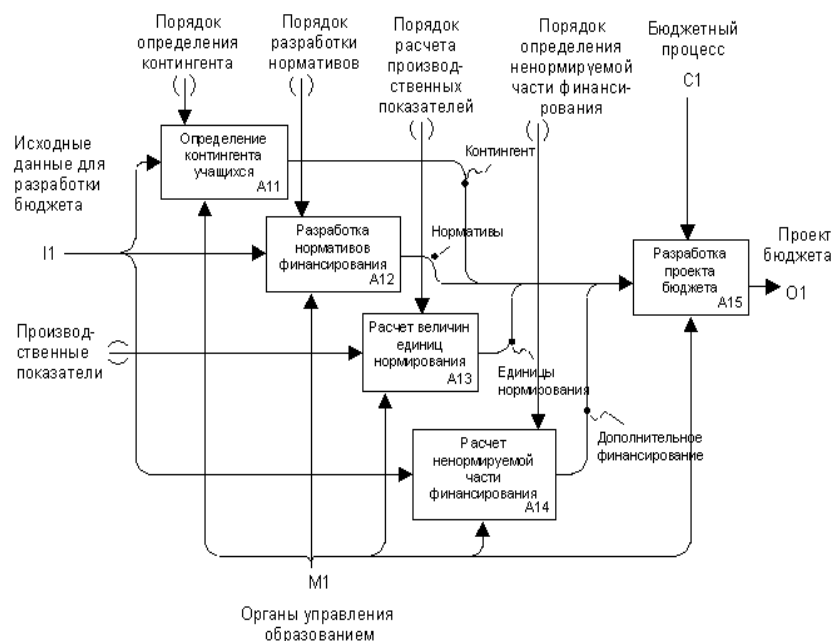 Порядок
определения
контингента
Порядок
разработки
нормативов
Порядок
расчета
производ-
ственных
показателей
Порядок
определения
ненормируемой
части финанси-
рования
Бюджетный
процесс
C1
Исходные
данные для
разработки
бюджета
I1
Определение
контингента
учащихся
A11
Контингент
Разработка
нормативов
финансирования
A12
Нормативы
Разработка
проекта
бюджета
A15
Проект
бюджета
O1
Производ-
ственные
показатели
Расчет величин
единиц
нормирования
A13
Единицы
нормирования
Расчет
ненормируемой
части
финансирования
A14
Дополнительное
финансирование
M1
Органы управления
образованием